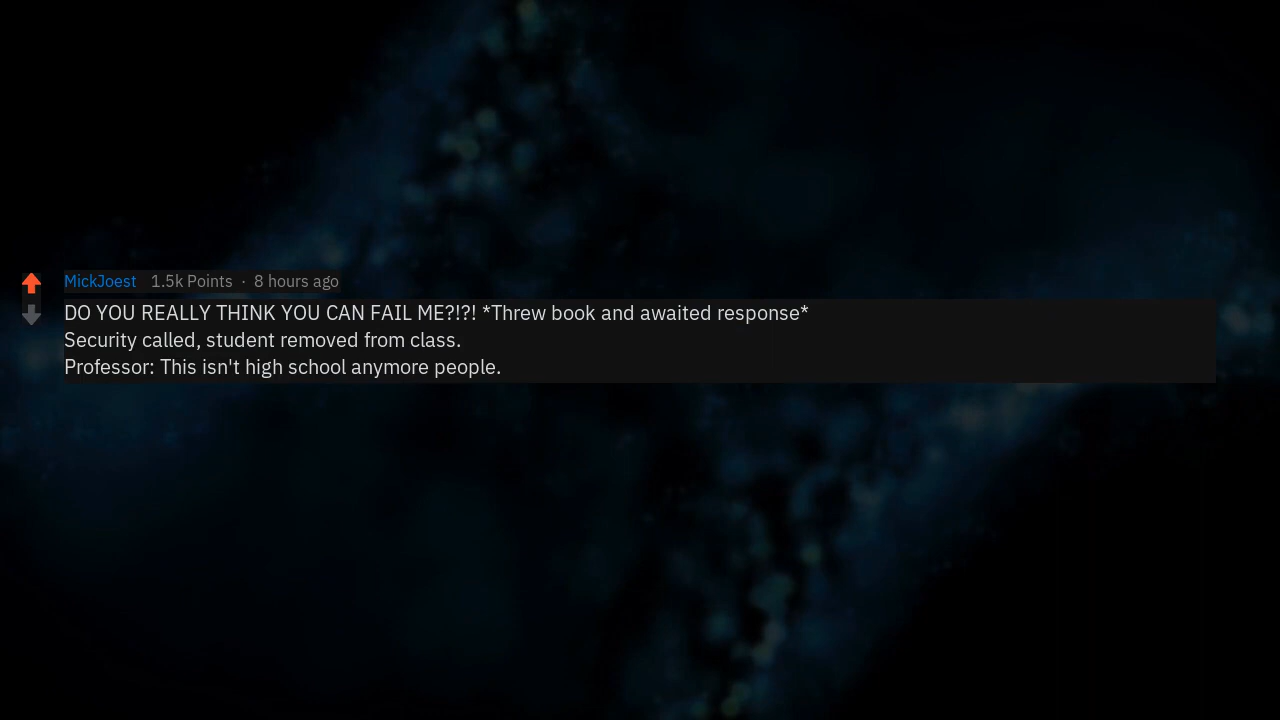 MickJoest 1.5k Points · 8 hours ago
DO YOU REALLY THINK YOU CAN FAIL ME?!?! *Threw book and awaited response*
Security called, student removed from class.
Professor: This isn't high school anymore people.